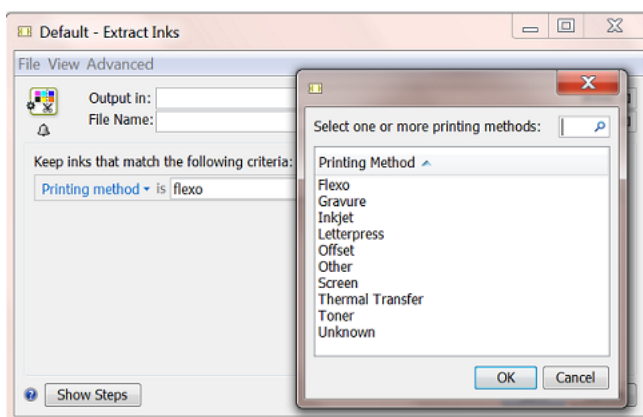 Default - Extract Inks
File View Advanced
Output in:
File Name:
Keep inks that match the following criteria:
Printing method is flexo
Show Steps
Select one or more printing methods:
Printing Method
Flexo
Gravure
Inkjet
Letterpress
Offset
Other
Screen
Thermal Transfer
Toner
Unknown
OK Cancel